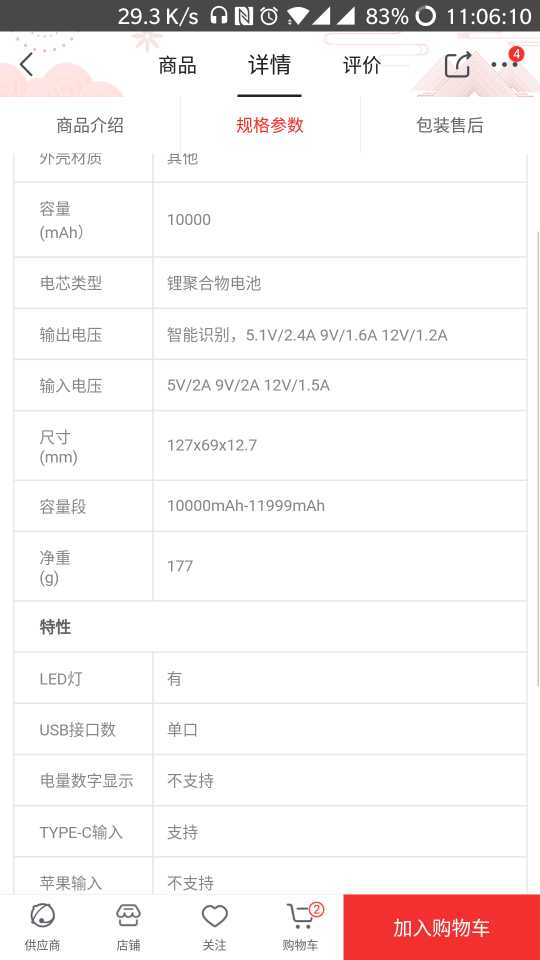 29.3 K/s 83% 11:06:10
商品 详情 评价 4
商品介绍 规格参数 包装售后
外壳材质 其他
容量
(mAh） 10000
电芯类型 锂聚合物电池
输出电压 智能识别，5.1V/2.4A 9V/1.6A 12V/1.2A
输入电压 5V/2A 9V/2A 12V/1.5A
尺寸
(mm) 127x69x12.7
容量段 10000mAh-11999mAh
净重
(g) 177
特性
LED灯 有
USB接口数 单口
电量数字显示 不支持
TYPE-C输入 支持
苹果输入 不支持
2
供应商 店铺 关注 购物车 加入购物车